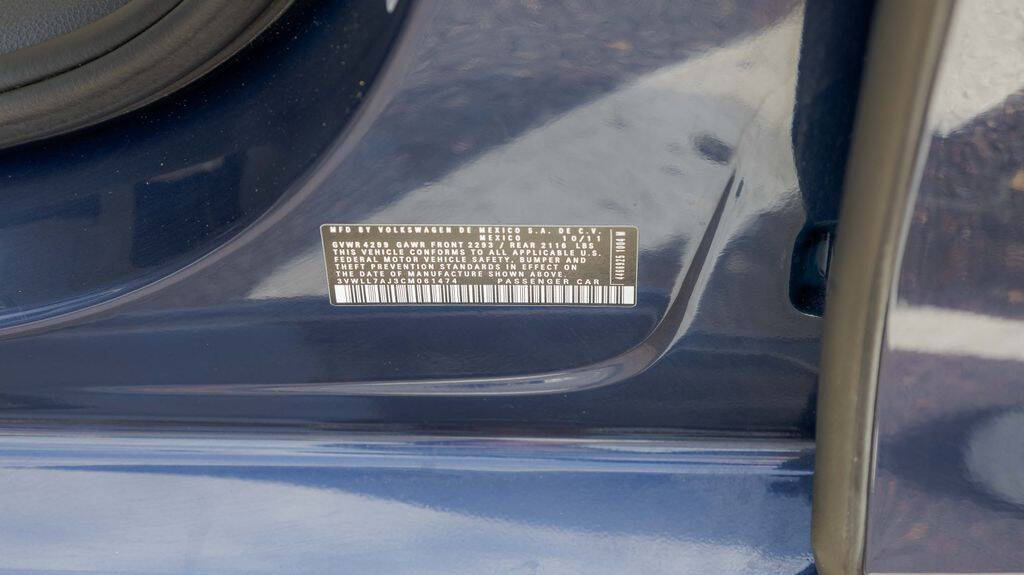 MFD BY VOLKSWAGEN DE MEXICO S.A. DE C.V.
MEXICO 10/11
GVWR 4299 GAWR FRONT 2293 / REAR 2116 LBS
THIS VEHICLE CONFORMS TO ALL APPLICABLE U.S.
FEDERAL MOTOR VEHICLE SAFETY, BUMPER AND
THEFT PREVENTION STANDARDS IN EFFECT ON
THE DATE OF MANUFACTURE SHOWN ABOVE.
3VWLL7AJ3CM061474 PASSENGER CAR